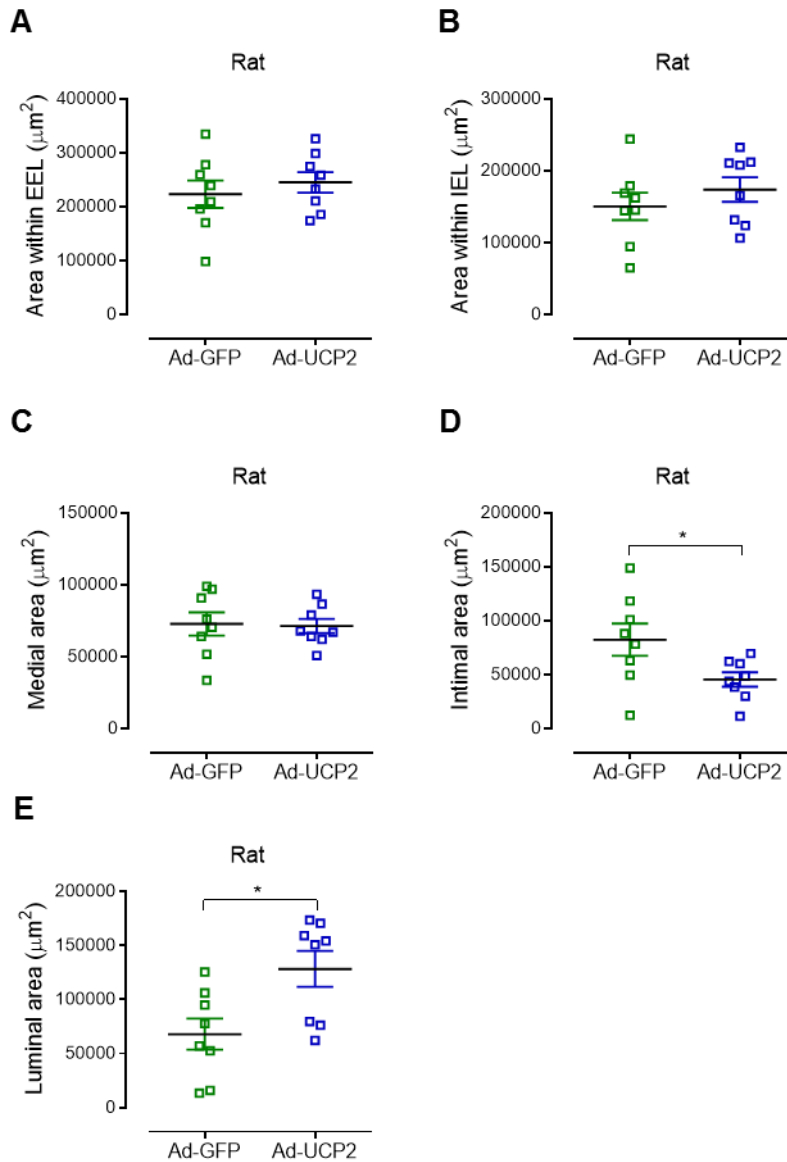 A
Rat
Area within EEL (μm²)
400000
300000
200000
100000
0
Ad-GFP Ad-UCP2
B
Rat
Area within IEL (μm²)
300000
200000
100000
0
Ad-GFP Ad-UCP2
C
Rat
Medial area (μm²)
150000
100000
50000
0
Ad-GFP Ad-UCP2
D
Rat
Intimal area (μm²)
200000
150000
100000
50000
0
*
Ad-GFP Ad-UCP2
E
Rat
Luminal area (μm²)
200000
150000
100000
50000
0
*
Ad-GFP Ad-UCP2